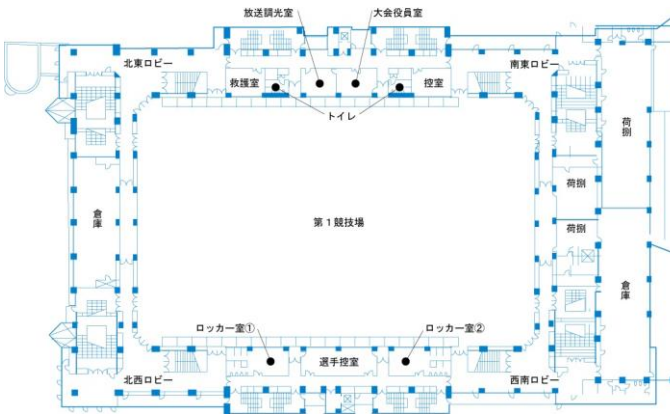 放送調光室
大会役員室
北東ロビー
南東ロビー
救護室
控室
トイレ
荷捌
荷捌
倉庫
第１競技場
荷捌
倉庫
ロッカー室①
ロッカー室②
選手控室
北西ロビー
西南ロビー